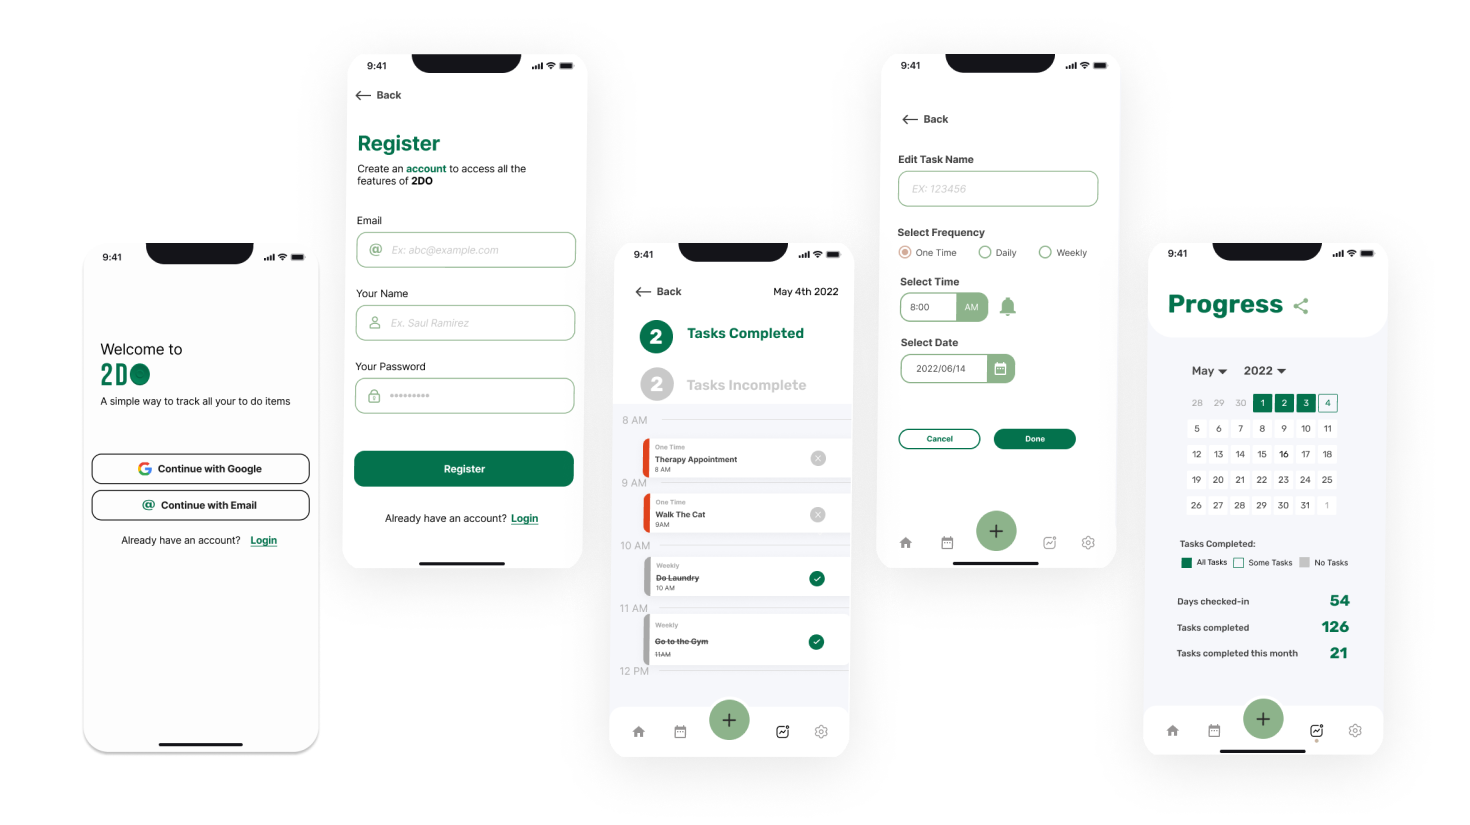 9:41
Welcome to
2DO
A simple way to track all your to do items
Continue with Google
@ Continue with Email
Already have an account? Login
9:41
Back
Register
Create an account to access all the
features of 2DO
Email
@ Ex: abc@example.com
Your Name
Ex. Saul Ramirez
Your Password
*********
Register
Already have an account? Login
9:41
Back May 4th 2022
2 Tasks Completed
2 Tasks Incomplete
8 AM
One Time
Therapy Appointment
8 AM
9 AM
One Time
Walk The Cat
9AM
10 AM
Weekly
Do Laundry
10 AM
11 AM
Weekly
Go to the Gym
11AM
12 PM
+
9:41
Back
Edit Task Name
EX: 123456
Select Frequency
One Time Daily Weekly
Select Time
8:00 AM
Select Date
2022/06/14
Cancel Done
+
9:41
Progress
May 2022
28 29 30 1 2 3 4
5 6 7 8 9 10 11
12 13 14 15 16 17 18
19 20 21 22 23 24 25
26 27 28 29 30 31 1
Tasks Completed:
All Tasks Some Tasks No Tasks
Days checked-in 54
Tasks completed 126
Tasks completed this month 21
+